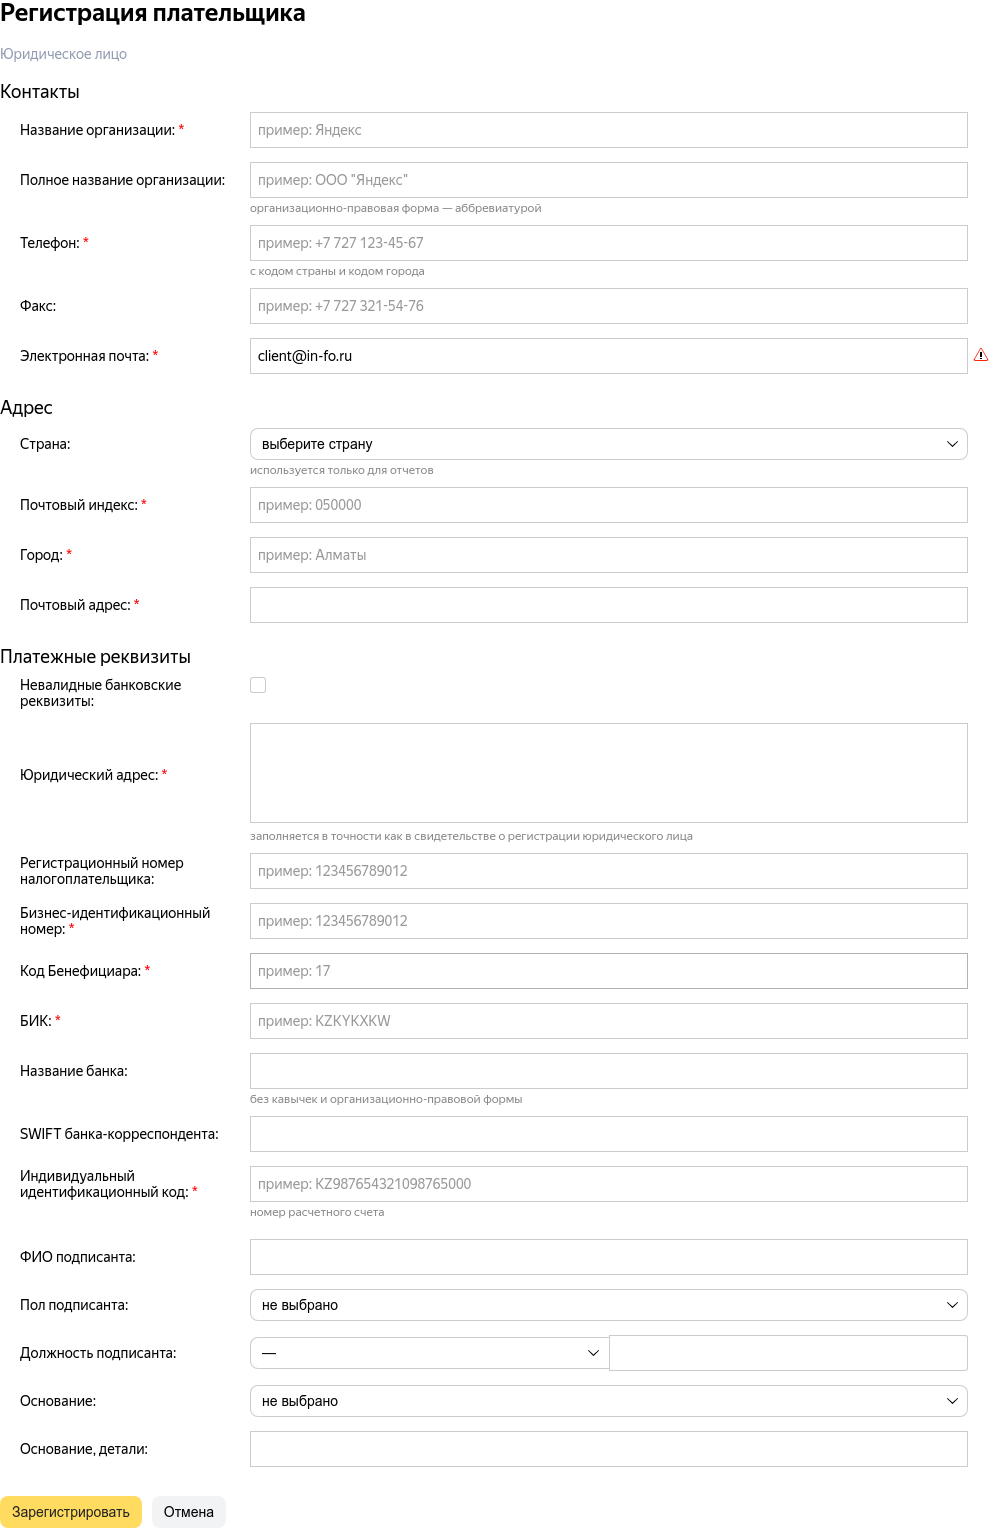 Регистрация плательщика
Юридическое лицо
Контакты
Название организации: *
пример: Яндекс
Полное название организации:
пример: ООО "Яндекс"
организационно-правовая форма — аббревиатурой
Телефон: *
пример: +7 727 123-45-67
с кодом страны и кодом города
Факс:
пример: +7 727 321-54-76
Электронная почта: *
client@in-fo.ru
Адрес
Страна:
выберите страну
используется только для отчетов
Почтовый индекс: *
пример: 050000
Город: *
пример: Алматы
Почтовый адрес: *
Платежные реквизиты
Невалидные банковские
реквизиты:
Юридический адрес: *
заполняется в точности как в свидетельстве о регистрации юридического лица
Регистрационный номер
налогоплательщика:
пример: 123456789012
Бизнес-идентификационный
номер: *
пример: 123456789012
Код Бенефициара: *
пример: 17
БИК: *
пример: KZKYKXKW
Название банка:
без кавычек и организационно-правовой формы
SWIFT банка-корреспондента:
Индивидуальный
идентификационный код: *
пример: KZ987654321098765000
номер расчетного счета
ФИО подписанта:
Пол подписанта:
не выбрано
Должность подписанта:
—
Основание:
не выбрано
Основание, детали:
Зарегистрировать
Отмена